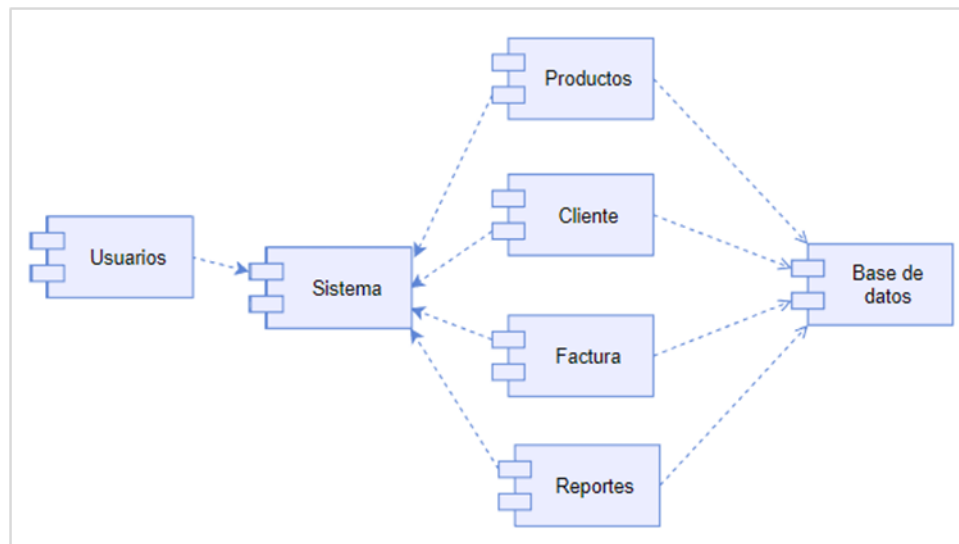 Productos
Cliente
Usuarios
Sistema
Base de
datos
Factura
Reportes